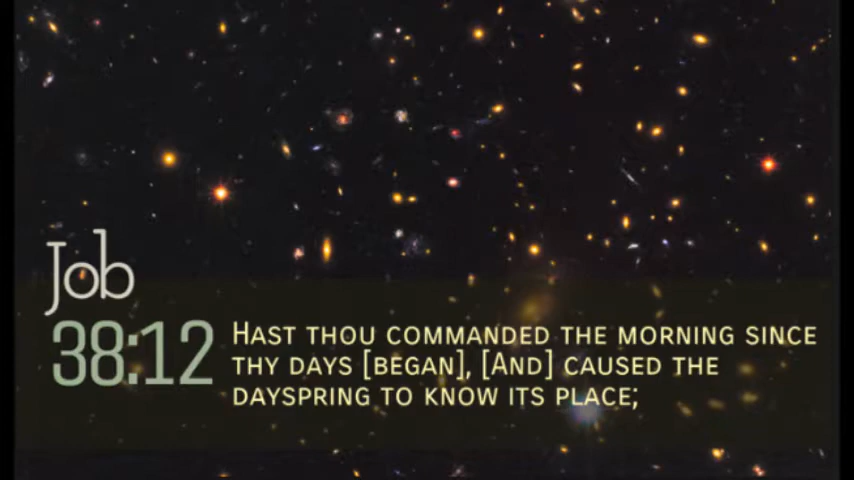 Job
38:12
Hast thou commanded the morning since
thy days [began], [And] caused the
dayspring to know its place;